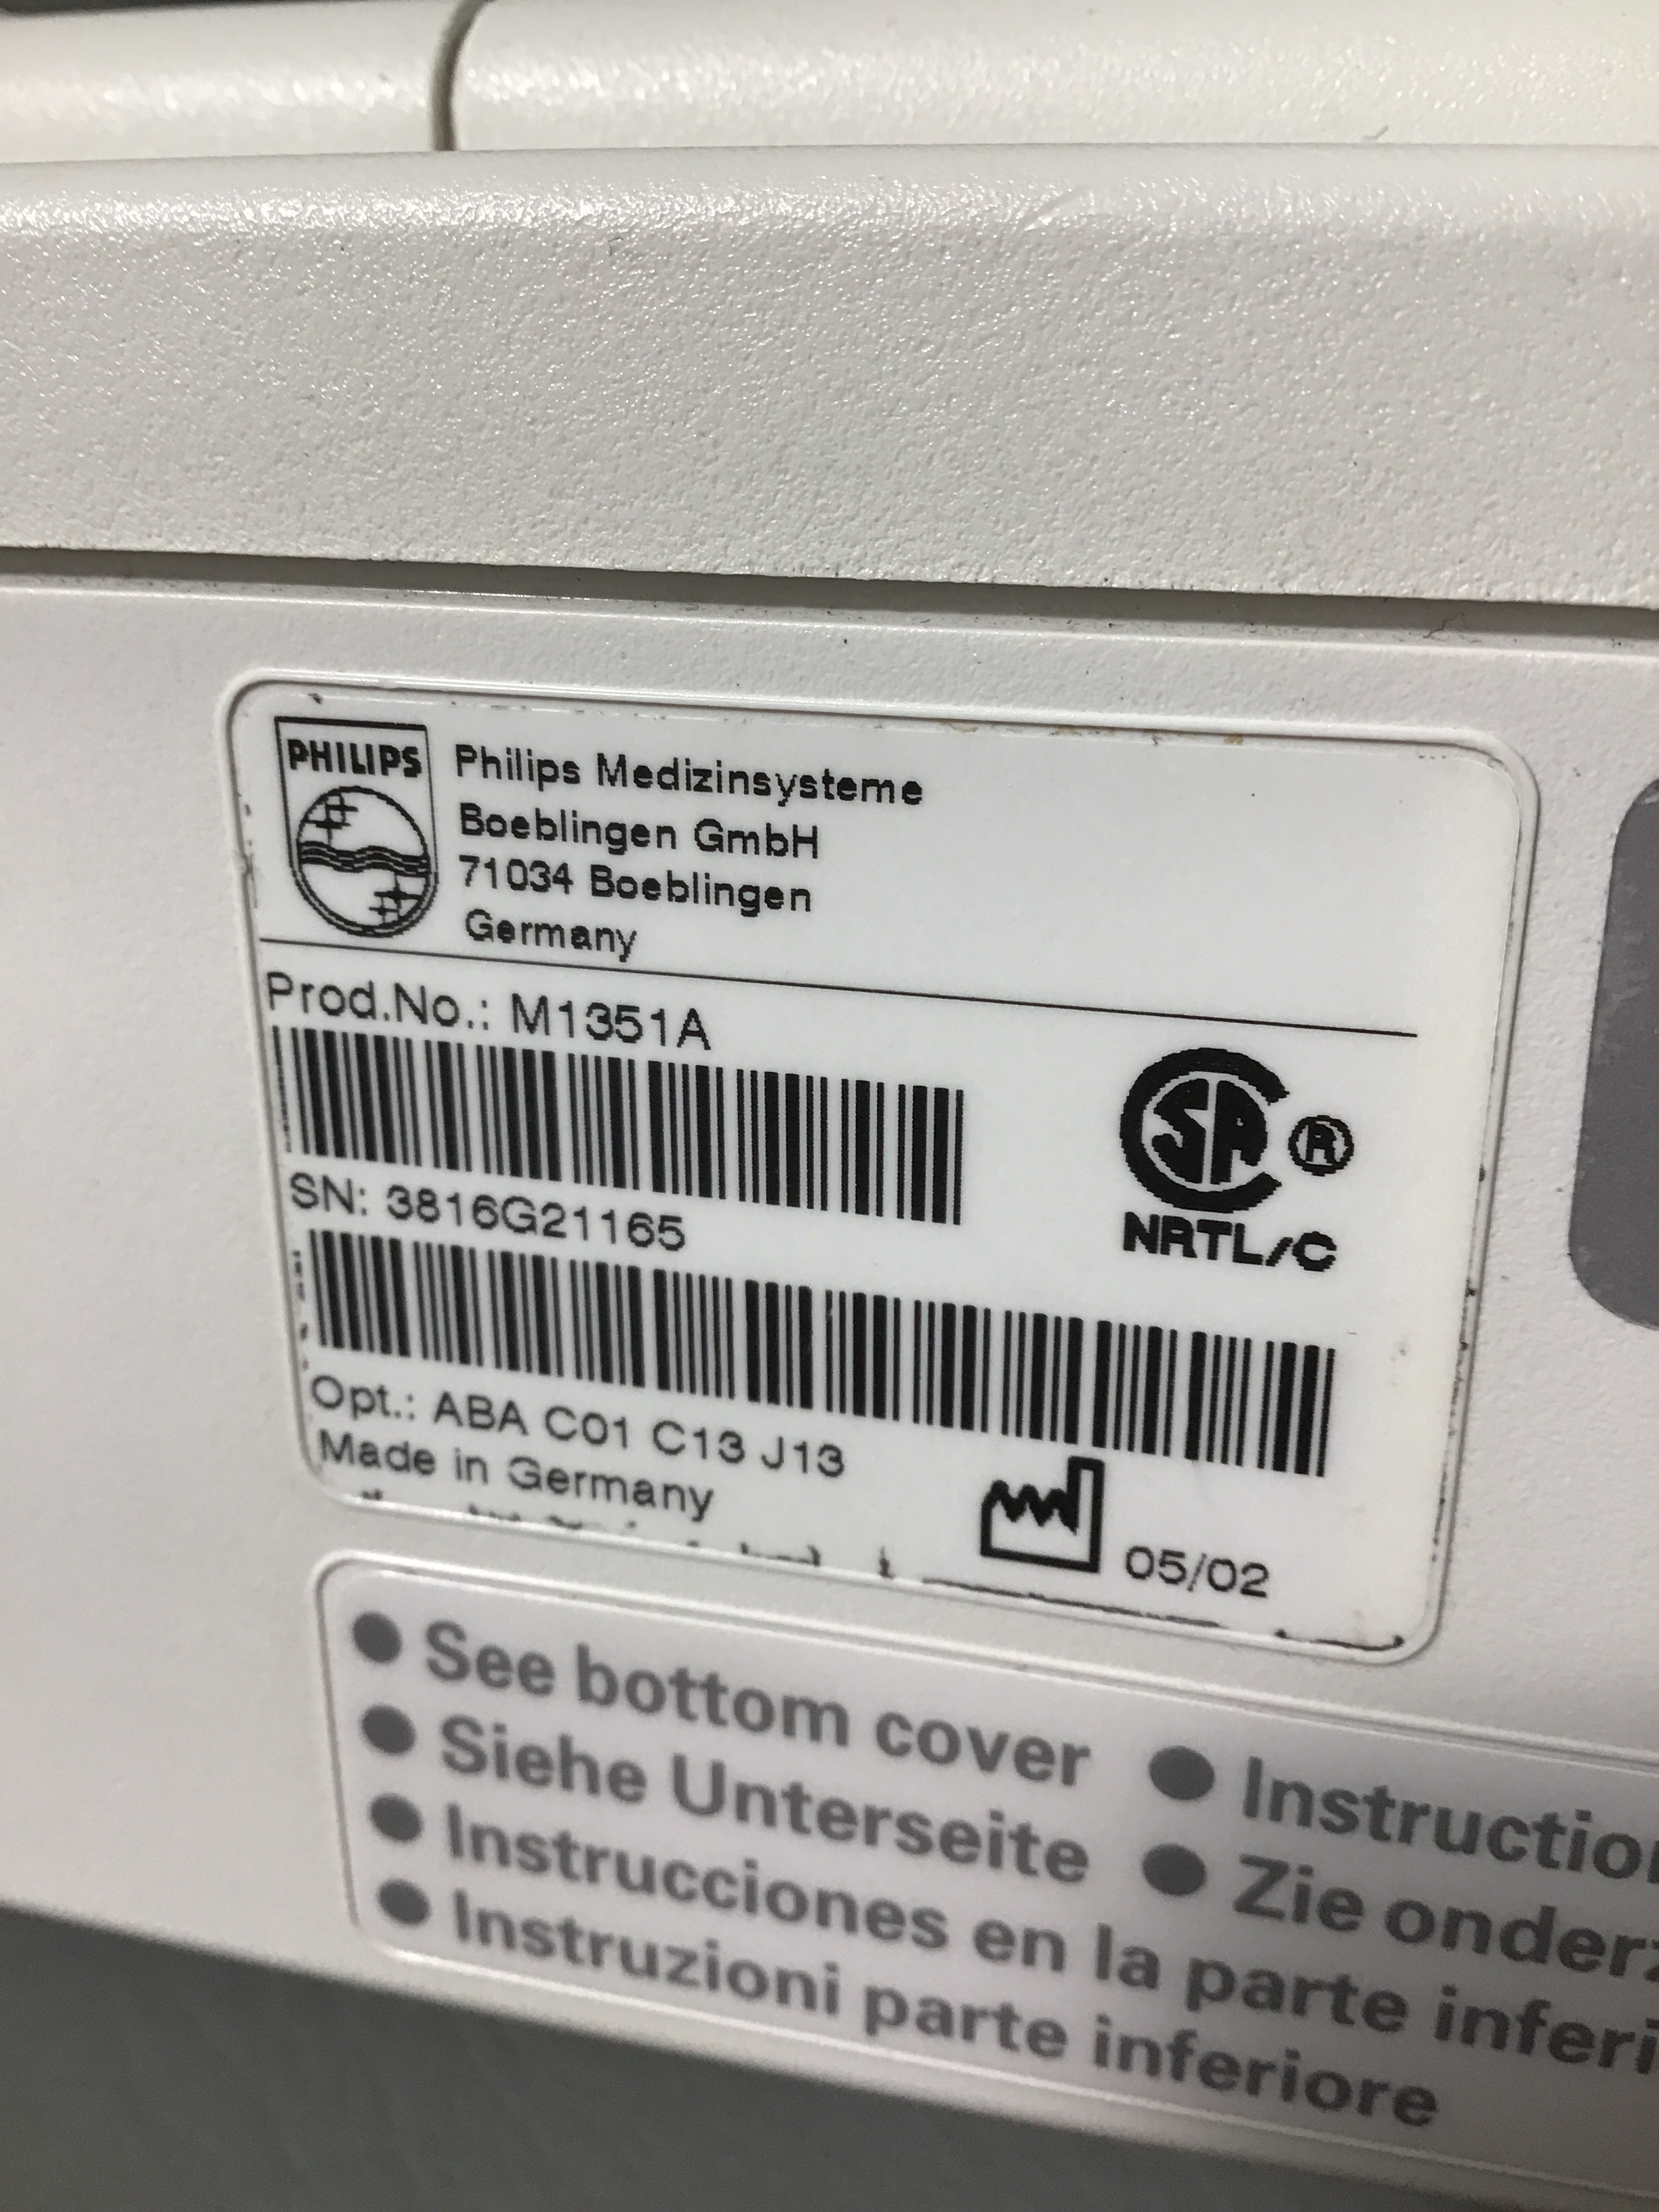 PHILIPS
Philips Medizinsysteme
Boeblingen GmbH
71034 Boeblingen
Germany
Prod.No.: M1351A
SA ®
NRTL/C
SN: 3816G21165
Opt.: ABA C01 C13 J13
Made in Germany
05/02
● See bottom cover ● Instruction
● Siehe Unterseite ● Zie onder
● Instrucciones en la parte inferi
● Instruzioni parte inferiore